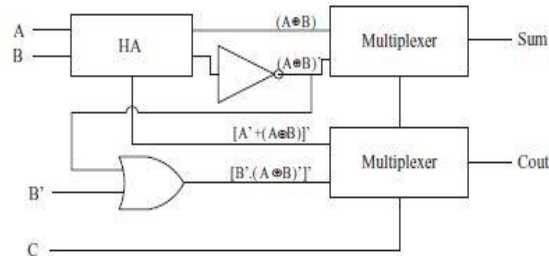 A
B
HA
(A⊕B)
Multiplexer
Sum
(A⊕B)'
[A'+(A⊕B)]'
Multiplexer
Cout
[B'.(A⊕B)']'
B'
C